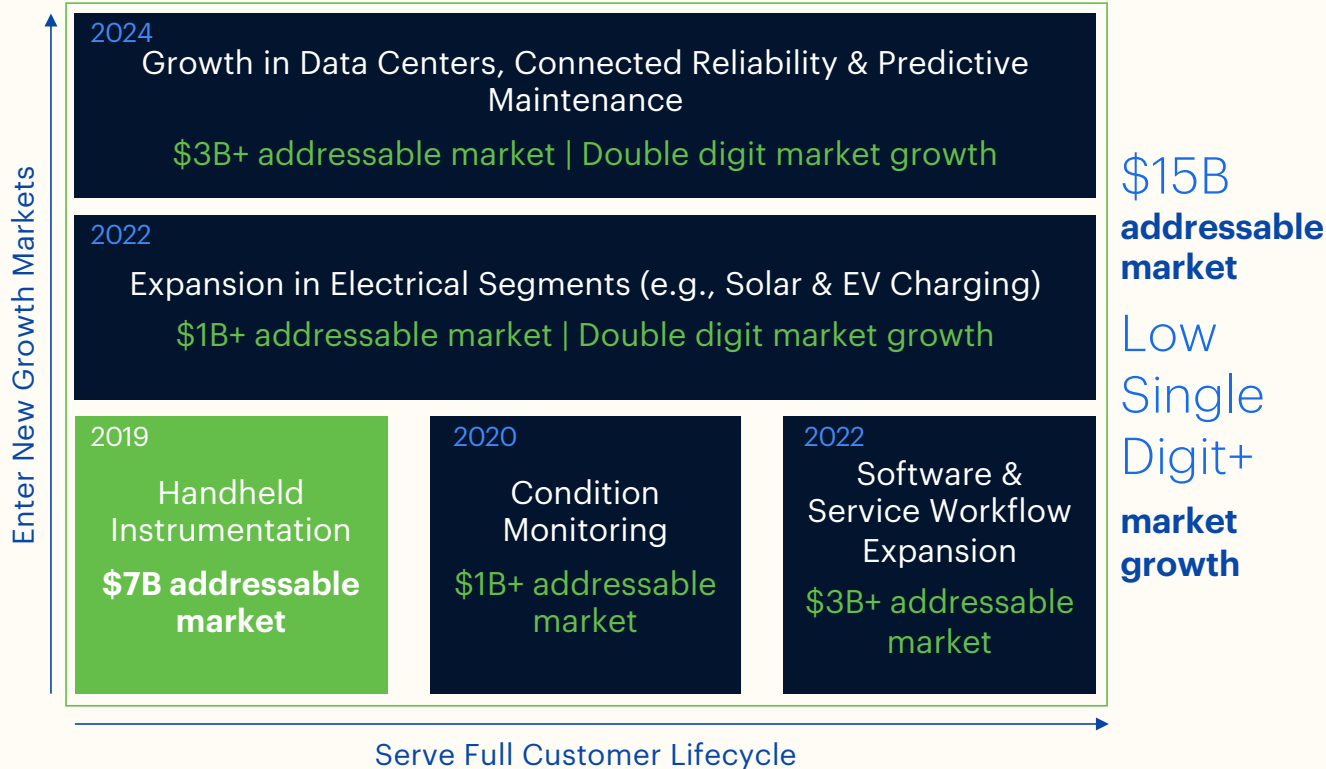 Enter New Growth Markets
2024
Growth in Data Centers, Connected Reliability & Predictive
Maintenance
$3B+ addressable market | Double digit market growth
2022
Expansion in Electrical Segments (e.g., Solar & EV Charging)
$1B+ addressable market | Double digit market growth
2019
Handheld
Instrumentation
$7B addressable
market
2020
Condition
Monitoring
$1B+ addressable
market
2022
Software &
Service Workflow
Expansion
$3B+ addressable
market
Serve Full Customer Lifecycle
$15B
addressable
market
Low
Single
Digit+
market
growth